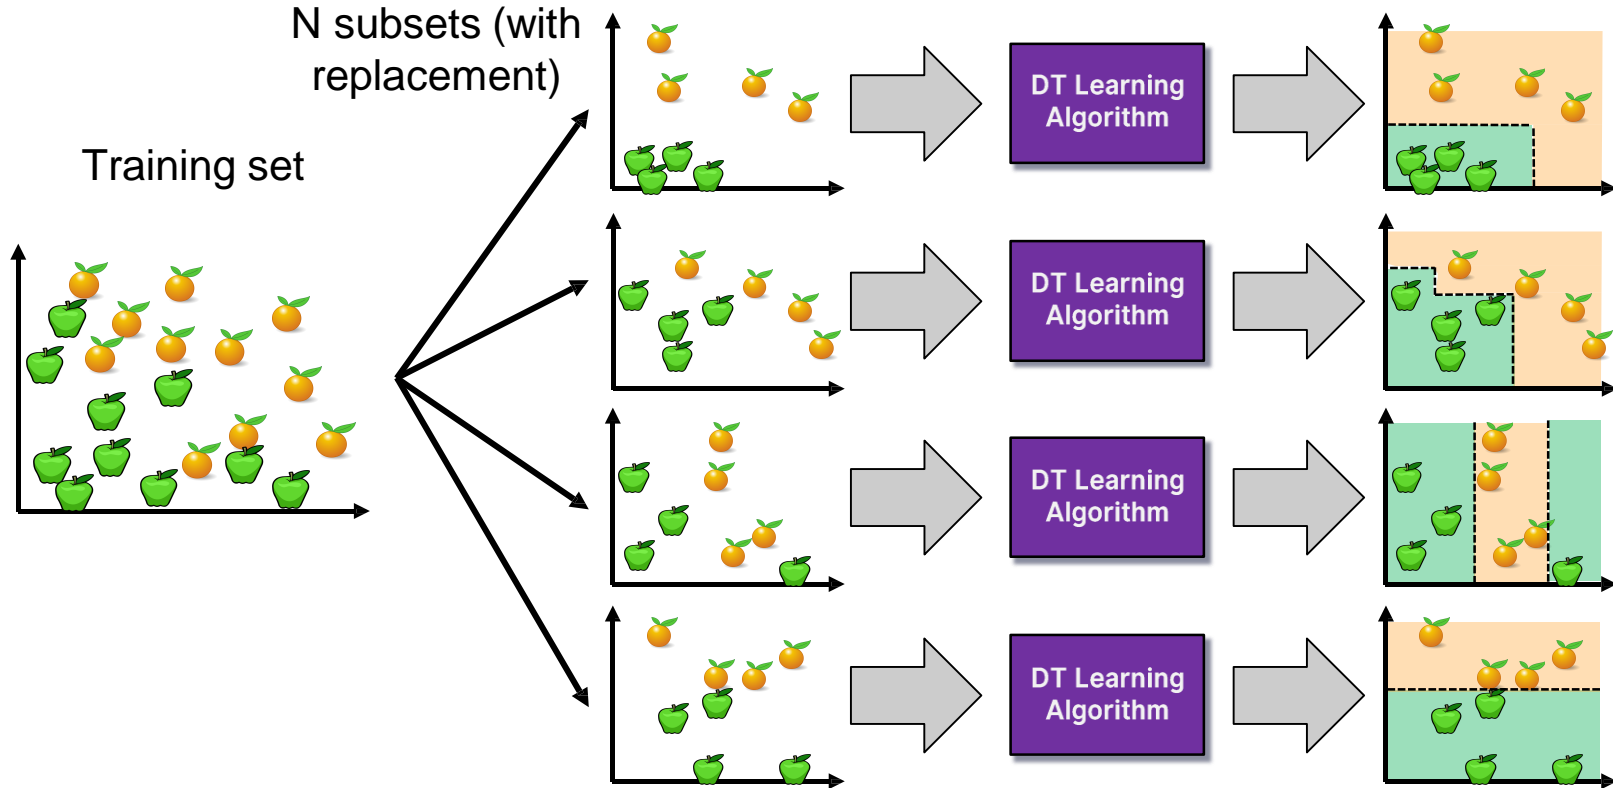 N subsets (with
replacement)
Training set
DT Learning
Algorithm
DT Learning
Algorithm
DT Learning
Algorithm
DT Learning
Algorithm